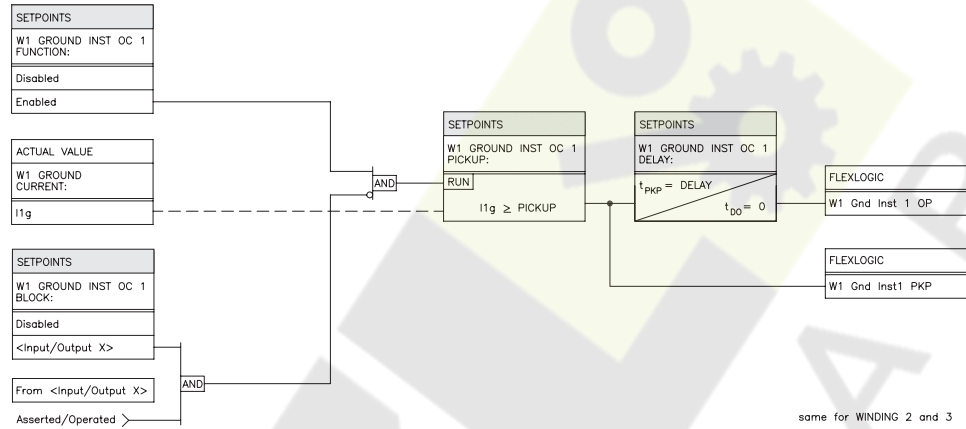 SETPOINTS
W1 GROUND INST OC 1
FUNCTION:
Disabled
Enabled
ACTUAL VALUE
W1 GROUND
CURRENT:
I1g
SETPOINTS
W1 GROUND INST OC 1
BLOCK:
Disabled
<Input/Output X>
From <Input/Output X>
Asserted/Operated
AND
AND
SETPOINTS
W1 GROUND INST OC 1
PICKUP:
RUN
I1g ≥ PICKUP
SETPOINTS
W1 GROUND INST OC 1
DELAY:
tPKP = DELAY
tDO = 0
FLEXLOGIC
W1 Gnd Inst 1 OP
FLEXLOGIC
W1 Gnd Inst1 PKP
same for WINDING 2 and 3